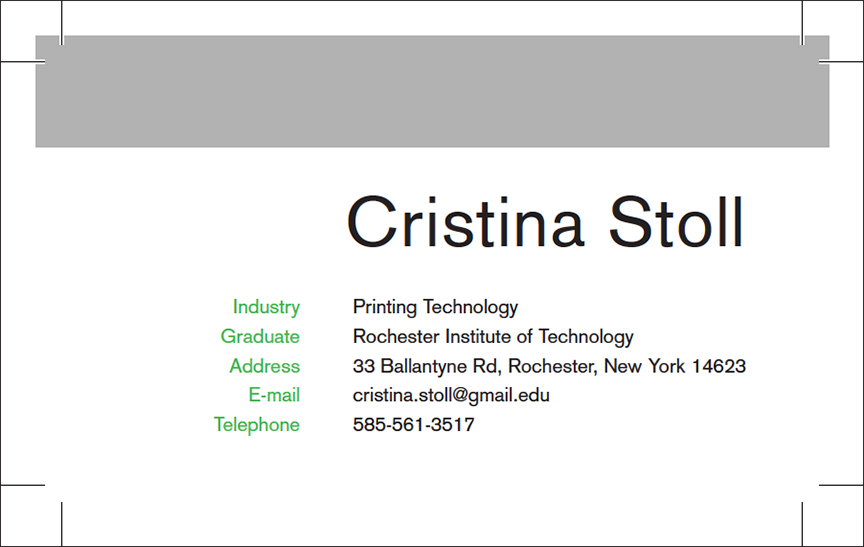 Cristina Stoll
Industry Printing Technology
Graduate Rochester Institute of Technology
Address 33 Ballantyne Rd, Rochester, New York 14623
E-mail cristina.stoll@gmail.edu
Telephone 585-561-3517